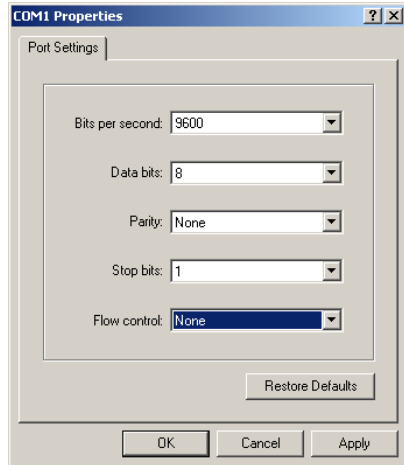 COM1 Properties
Port Settings
Bits per second: 9600
Data bits: 8
Parity: None
Stop bits: 1
Flow control: None
Restore Defaults
OK Cancel Apply